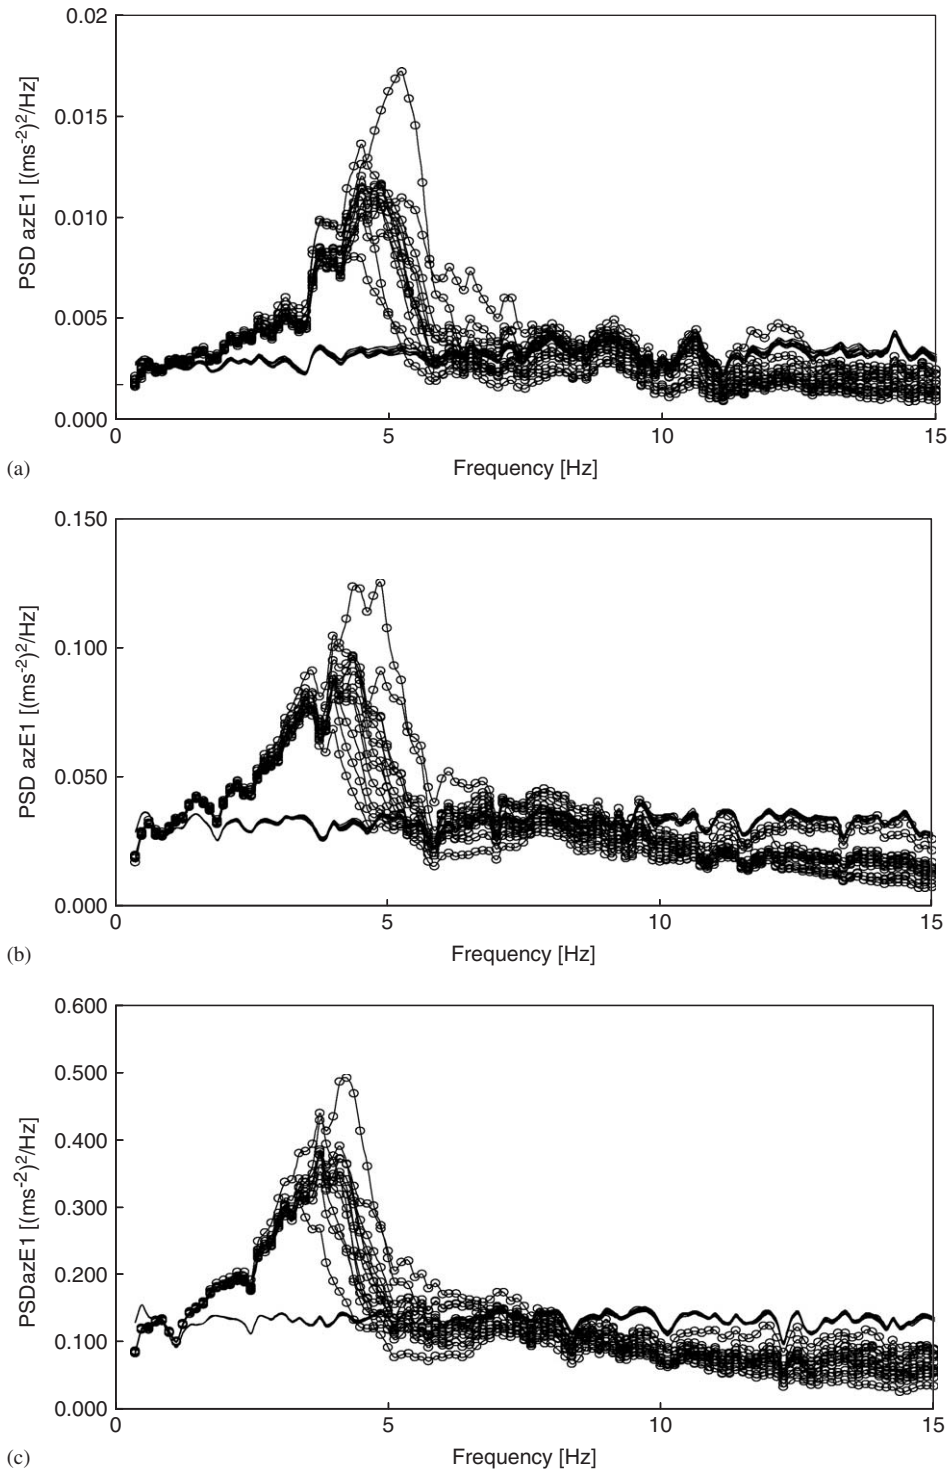 0.02
0.015
0.010
0.005
0.000
PSD azE1 [(ms-2)2/Hz]
0 5 10 15
Frequency [Hz]
(a)
0.150
0.100
0.050
0.000
PSD azE1 [(ms-2)2/Hz]
0 5 10 15
Frequency [Hz]
(b)
0.600
0.500
0.400
0.300
0.200
0.100
0.000
PSDazE1 [(ms-2)2/Hz]
0 5 10 15
Frequency [Hz]
(c)